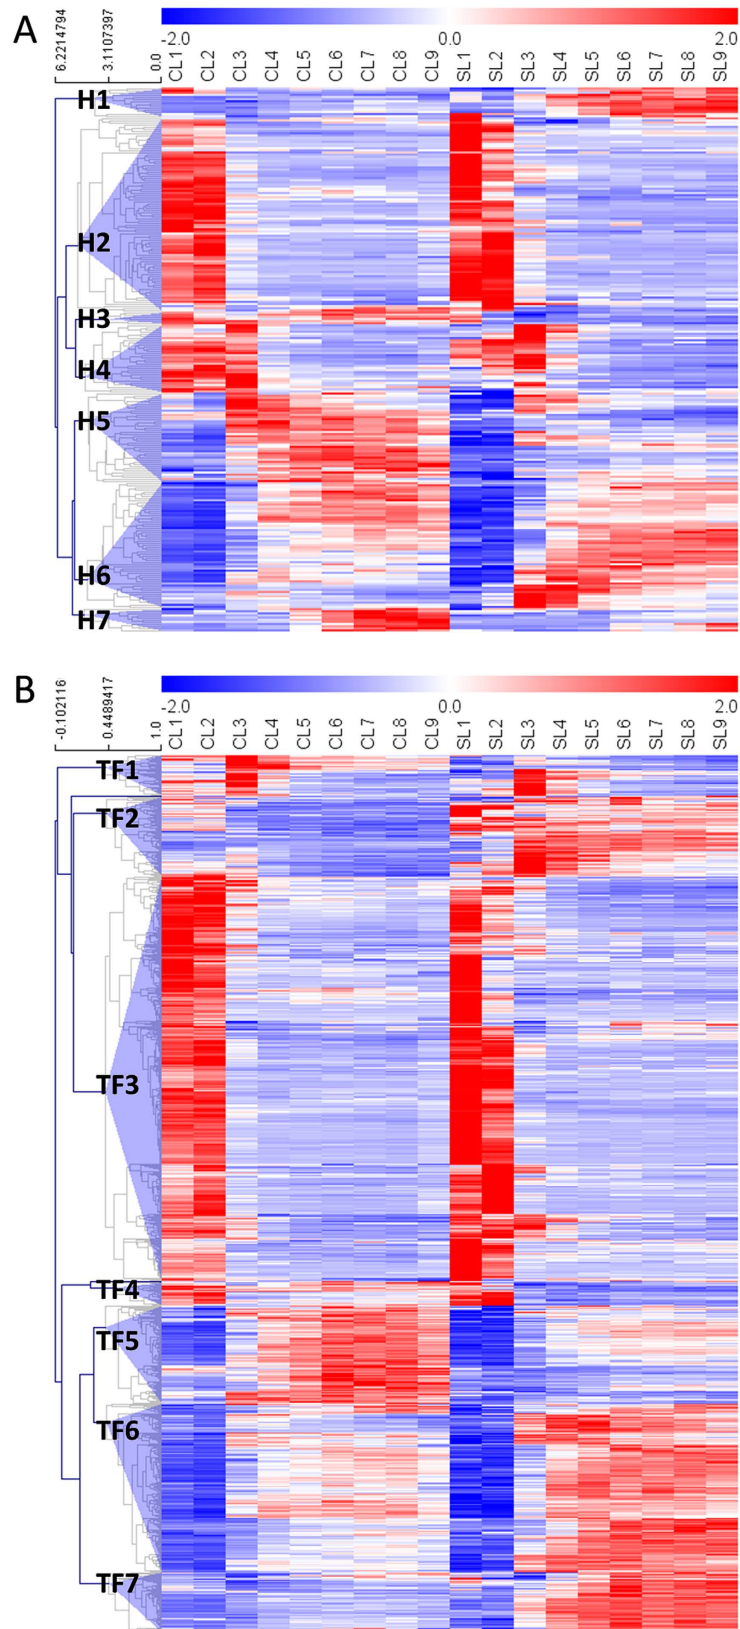 A
6.2214794 3.1107397 0.0
-2.0 0.0 2.0
CL1 CL2 CL3 CL4 CL5 CL6 CL7 CL8 CL9 SL1 SL2 SL3 SL4 SL5 SL6 SL7 SL8 SL9
H1
H2
H3
H4
H5
H6
H7
B
-0.102116 0.4489417 1.0
-2.0 0.0 2.0
CL1 CL2 CL3 CL4 CL5 CL6 CL7 CL8 CL9 SL1 SL2 SL3 SL4 SL5 SL6 SL7 SL8 SL9
TF1
TF2
TF3
TF4
TF5
TF6
TF7